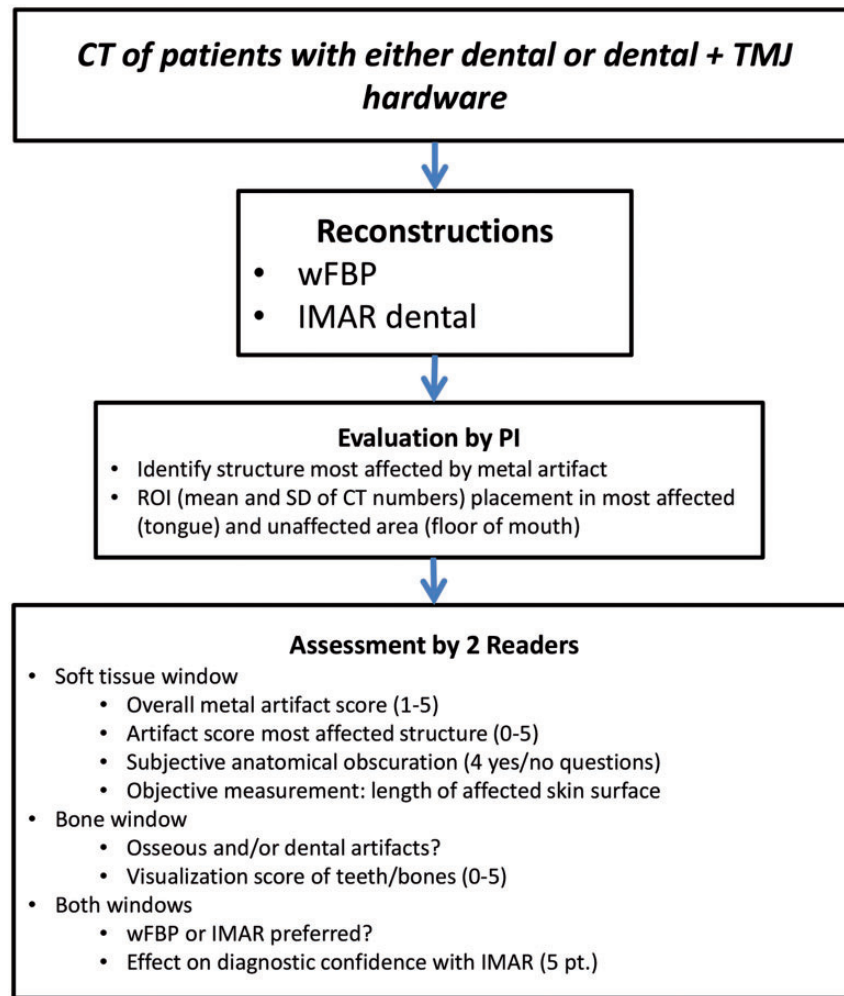 CT of patients with either dental or dental + TMJ
hardware
Reconstructions
• wFBP
• IMAR dental
Evaluation by PI
• Identify structure most affected by metal artifact
• ROI (mean and SD of CT numbers) placement in most affected
(tongue) and unaffected area (floor of mouth)
Assessment by 2 Readers
• Soft tissue window
• Overall metal artifact score (1-5)
• Artifact score most affected structure (0-5)
• Subjective anatomical obscuration (4 yes/no questions)
• Objective measurement: length of affected skin surface
• Bone window
• Osseous and/or dental artifacts?
• Visualization score of teeth/bones (0-5)
• Both windows
• wFBP or IMAR preferred?
• Effect on diagnostic confidence with IMAR (5 pt.)